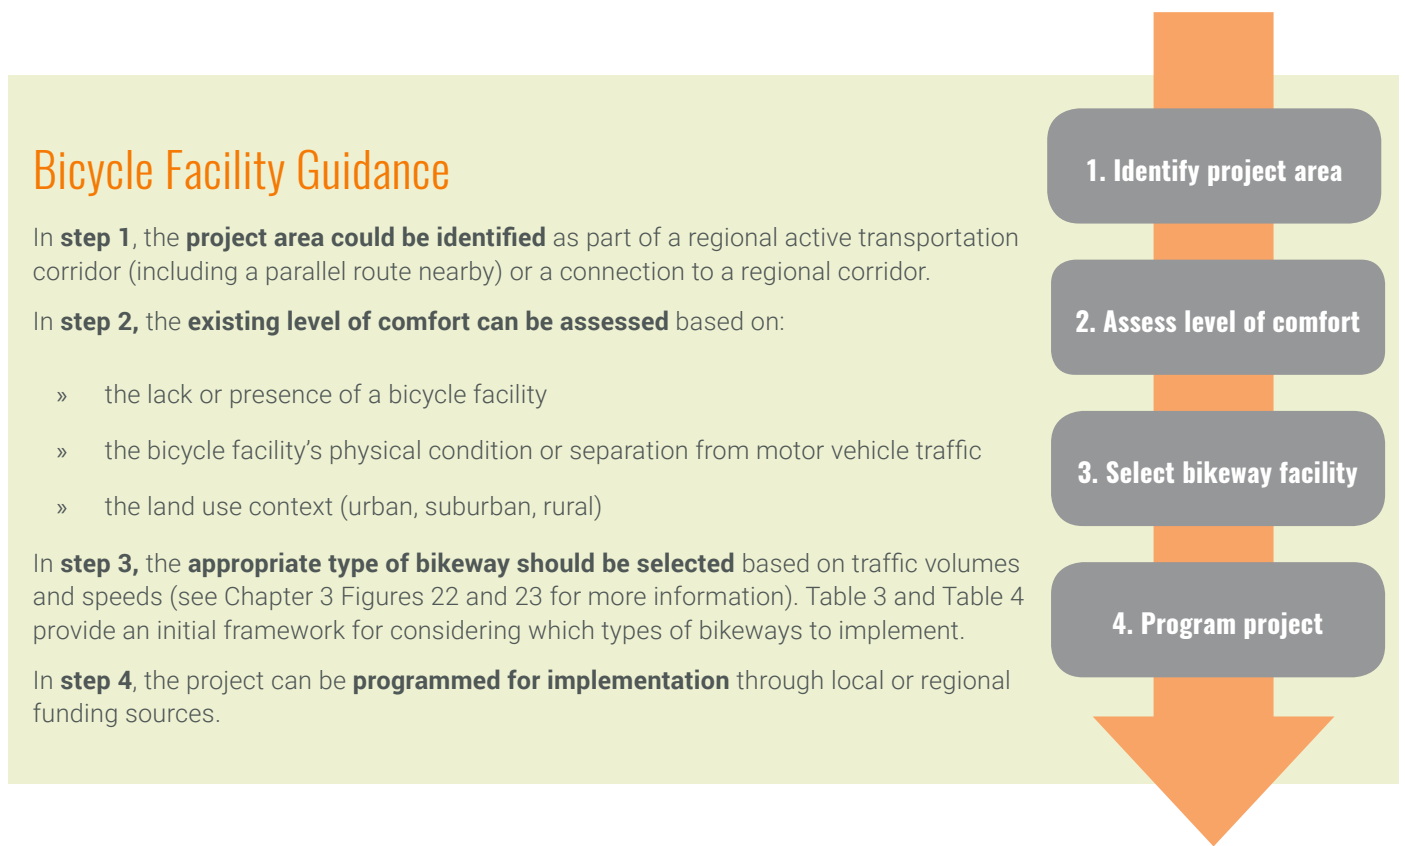 Bicycle Facility Guidance
In step 1, the project area could be identified as part of a regional active transportation
corridor (including a parallel route nearby) or a connection to a regional corridor.
In step 2, the existing level of comfort can be assessed based on:
» the lack or presence of a bicycle facility
» the bicycle facility’s physical condition or separation from motor vehicle traffic
» the land use context (urban, suburban, rural)
In step 3, the appropriate type of bikeway should be selected based on traffic volumes
and speeds (see Chapter 3 Figures 22 and 23 for more information). Table 3 and Table 4
provide an initial framework for considering which types of bikeways to implement.
In step 4, the project can be programmed for implementation through local or regional
funding sources.
1. Identify project area
2. Assess level of comfort
3. Select bikeway facility
4. Program project